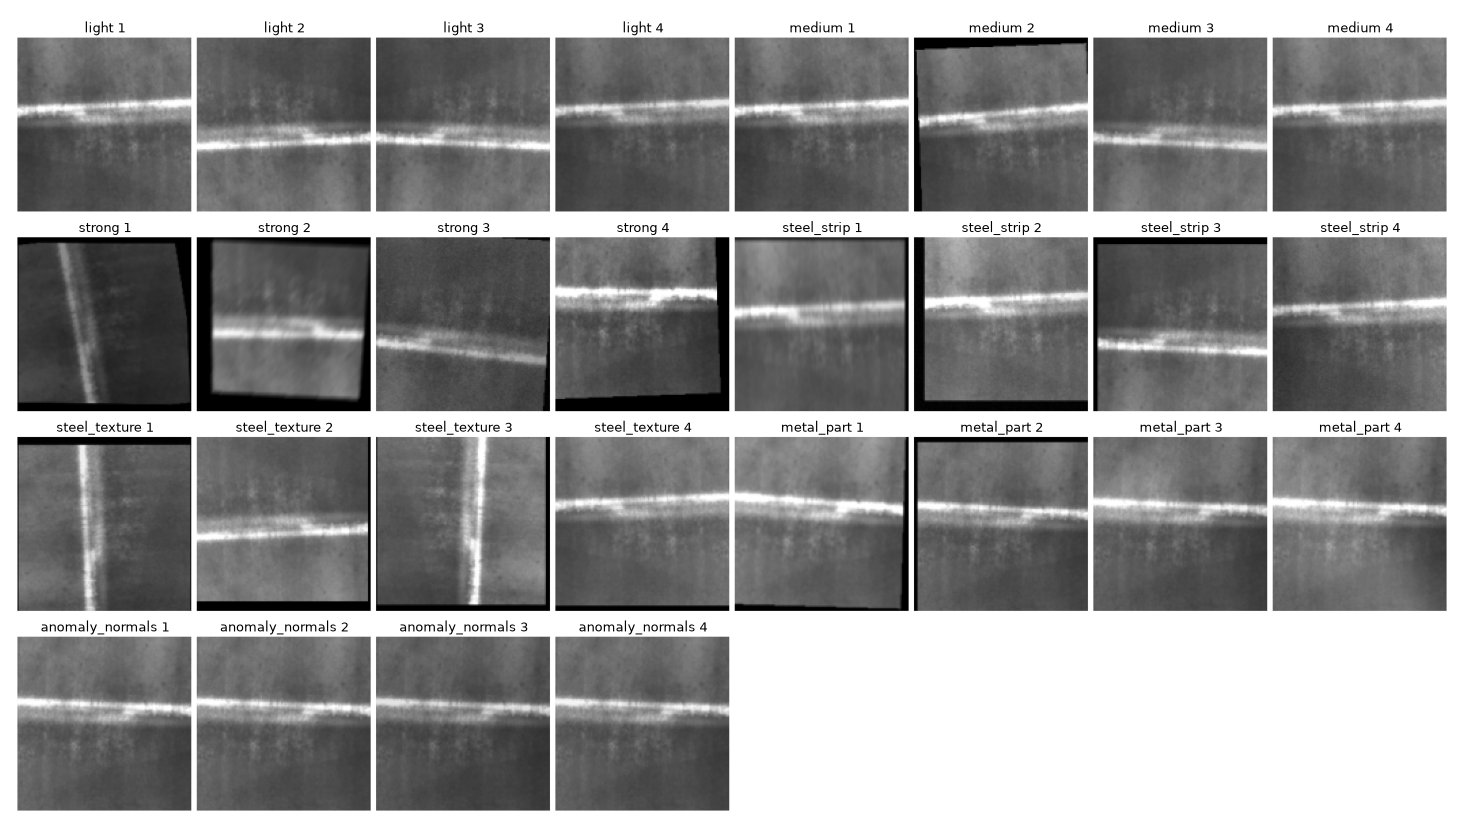 light 1 light 2 light 3 light 4 medium 1 medium 2 medium 3 medium 4
strong 1 strong 2 strong 3 strong 4 steel_strip 1 steel_strip 2 steel_strip 3 steel_strip 4
steel_texture 1 steel_texture 2 steel_texture 3 steel_texture 4 metal_part 1 metal_part 2 metal_part 3 metal_part 4
anomaly_normals 1 anomaly_normals 2 anomaly_normals 3 anomaly_normals 4